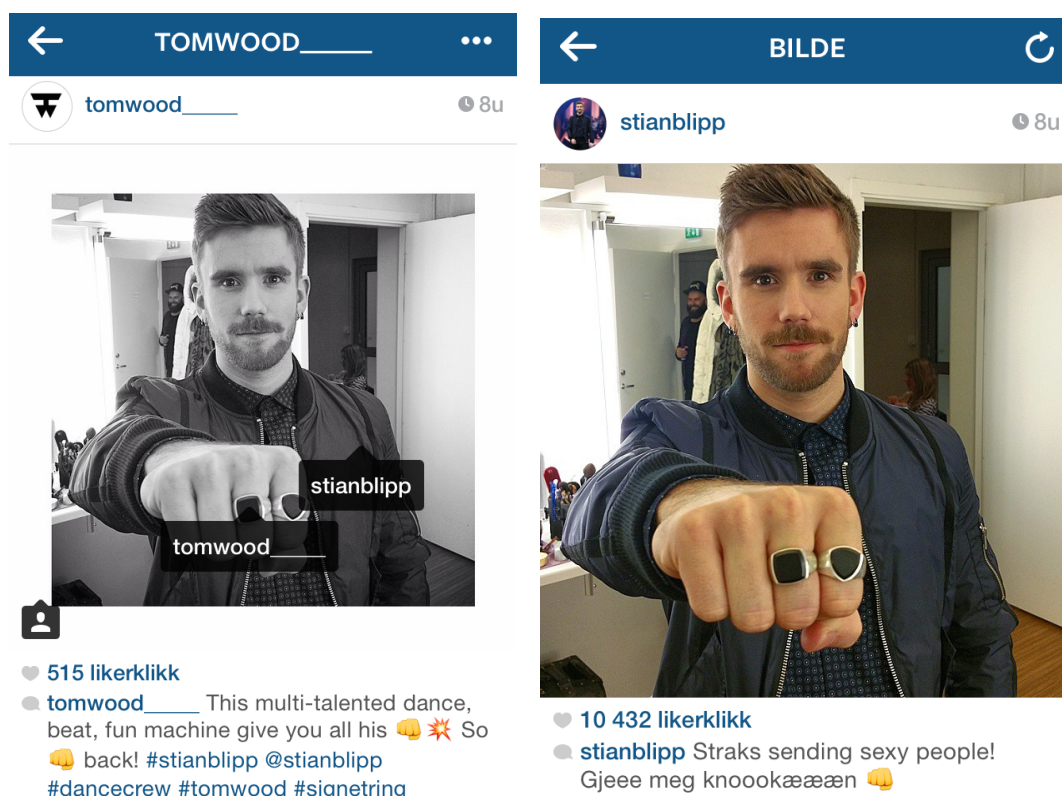 TOMWOOD_____
tomwood_____
8u
stianblipp
tomwood_____
515 likerklikk
tomwood_____ This multi-talented dance,
beat, fun machine give you all his 👊💥 So
👊 back! #stianblipp @stianblipp
#dancecrew #tomwood #signetring
BILDE
stianblipp
8u
10 432 likerklikk
stianblipp Straks sending sexy people!
Gjeee meg knoookæææn 👊